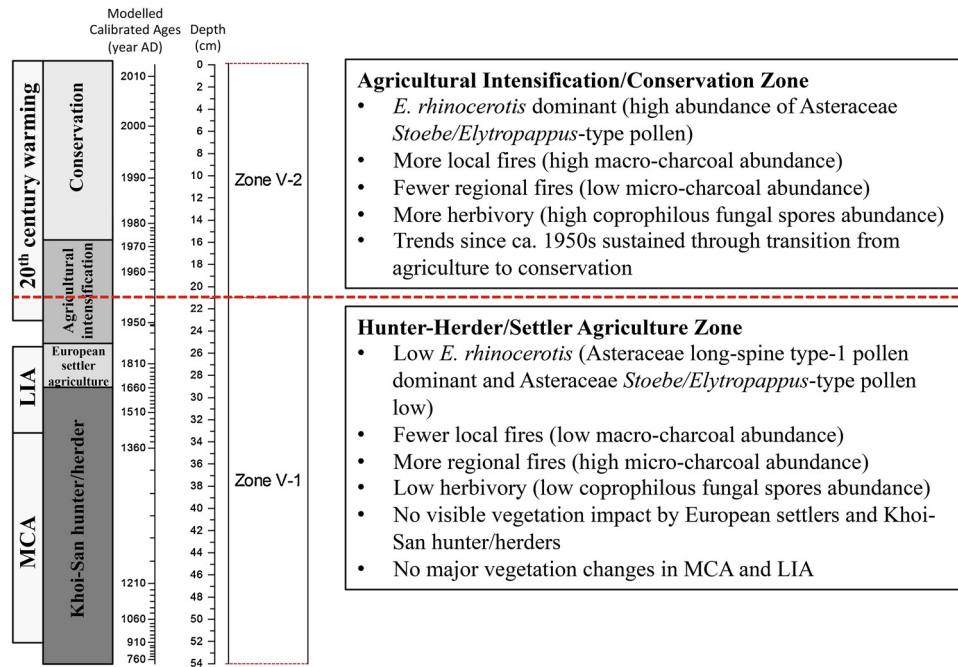 Modelled
Calibrated Ages
(year AD)
Depth
(cm)
20th century warming
LIA
MCA
Conservation
Agricultural
intensification
European
settler
agriculture
Khoi-San hunter/herder
2010
2000
1990
1980
1970
1960
1950
1810
1660
1510
1360
1210
1060
910
760
0
2
4
6
8
10
12
14
16
18
20
22
24
26
28
30
32
34
36
38
40
42
44
46
48
50
52
54
Zone V-2
Zone V-1
Agricultural Intensification/Conservation Zone
• E. rhinocerotis dominant (high abundance of Asteraceae
Stoebe/Elytropappus-type pollen)
• More local fires (high macro-charcoal abundance)
• Fewer regional fires (low micro-charcoal abundance)
• More herbivory (high coprophilous fungal spores abundance)
• Trends since ca. 1950s sustained through transition from
agriculture to conservation
Hunter-Herder/Settler Agriculture Zone
• Low E. rhinocerotis (Asteraceae long-spine type-1 pollen
dominant and Asteraceae Stoebe/Elytropappus-type pollen
low)
• Fewer local fires (low macro-charcoal abundance)
• More regional fires (high micro-charcoal abundance)
• Low herbivory (low coprophilous fungal spores abundance)
• No visible vegetation impact by European settlers and Khoi-
San hunter/herders
• No major vegetation changes in MCA and LIA